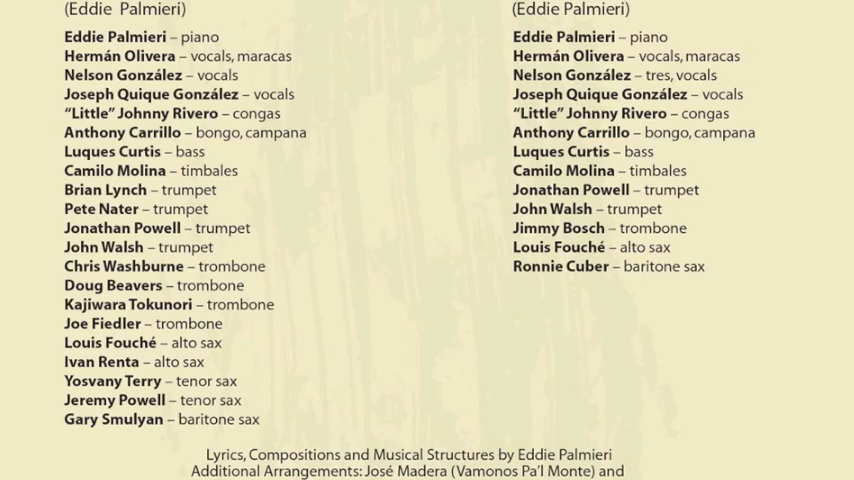 (Eddie Palmieri)
Eddie Palmieri – piano
Hermán Olivera – vocals, maracas
Nelson González – vocals
Joseph Quique González – vocals
“Little” Johnny Rivero – congas
Anthony Carrillo – bongo, campana
Luques Curtis – bass
Camilo Molina – timbales
Brian Lynch – trumpet
Pete Nater – trumpet
Jonathan Powell – trumpet
John Walsh – trumpet
Chris Washburne – trombone
Doug Beavers – trombone
Kajiwara Tokunori – trombone
Joe Fiedler – trombone
Louis Fouché – alto sax
Ivan Renta – alto sax
Yosvany Terry – tenor sax
Jeremy Powell – tenor sax
Gary Smulyan – baritone sax
(Eddie Palmieri)
Eddie Palmieri – piano
Hermán Olivera – vocals, maracas
Nelson González – tres, vocals
Joseph Quique González – vocals
“Little” Johnny Rivero – congas
Anthony Carrillo – bongo, campana
Luques Curtis – bass
Camilo Molina – timbales
Jonathan Powell – trumpet
John Walsh – trumpet
Jimmy Bosch – trombone
Louis Fouché – alto sax
Ronnie Cuber – baritone sax
Lyrics, Compositions and Musical Structures by Eddie Palmieri
Additional Arrangements: José Madera (Vamonos Pa’l Monte) and